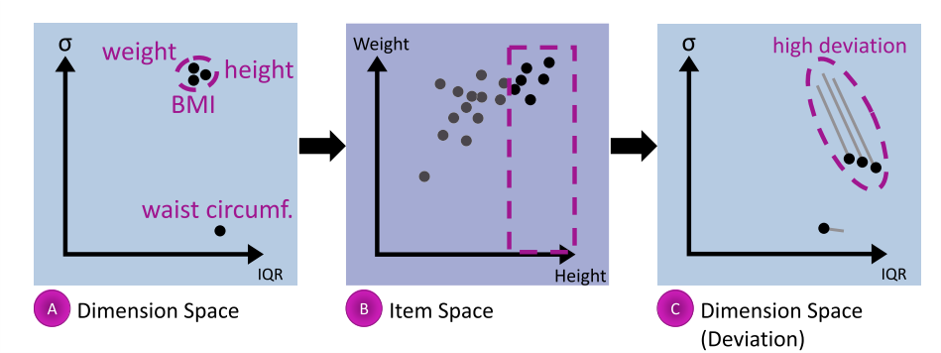 σ
weight
height
BMI
waist circumf.
IQR
A Dimension Space
Weight
Height
B Item Space
σ
high deviation
IQR
C Dimension Space
(Deviation)